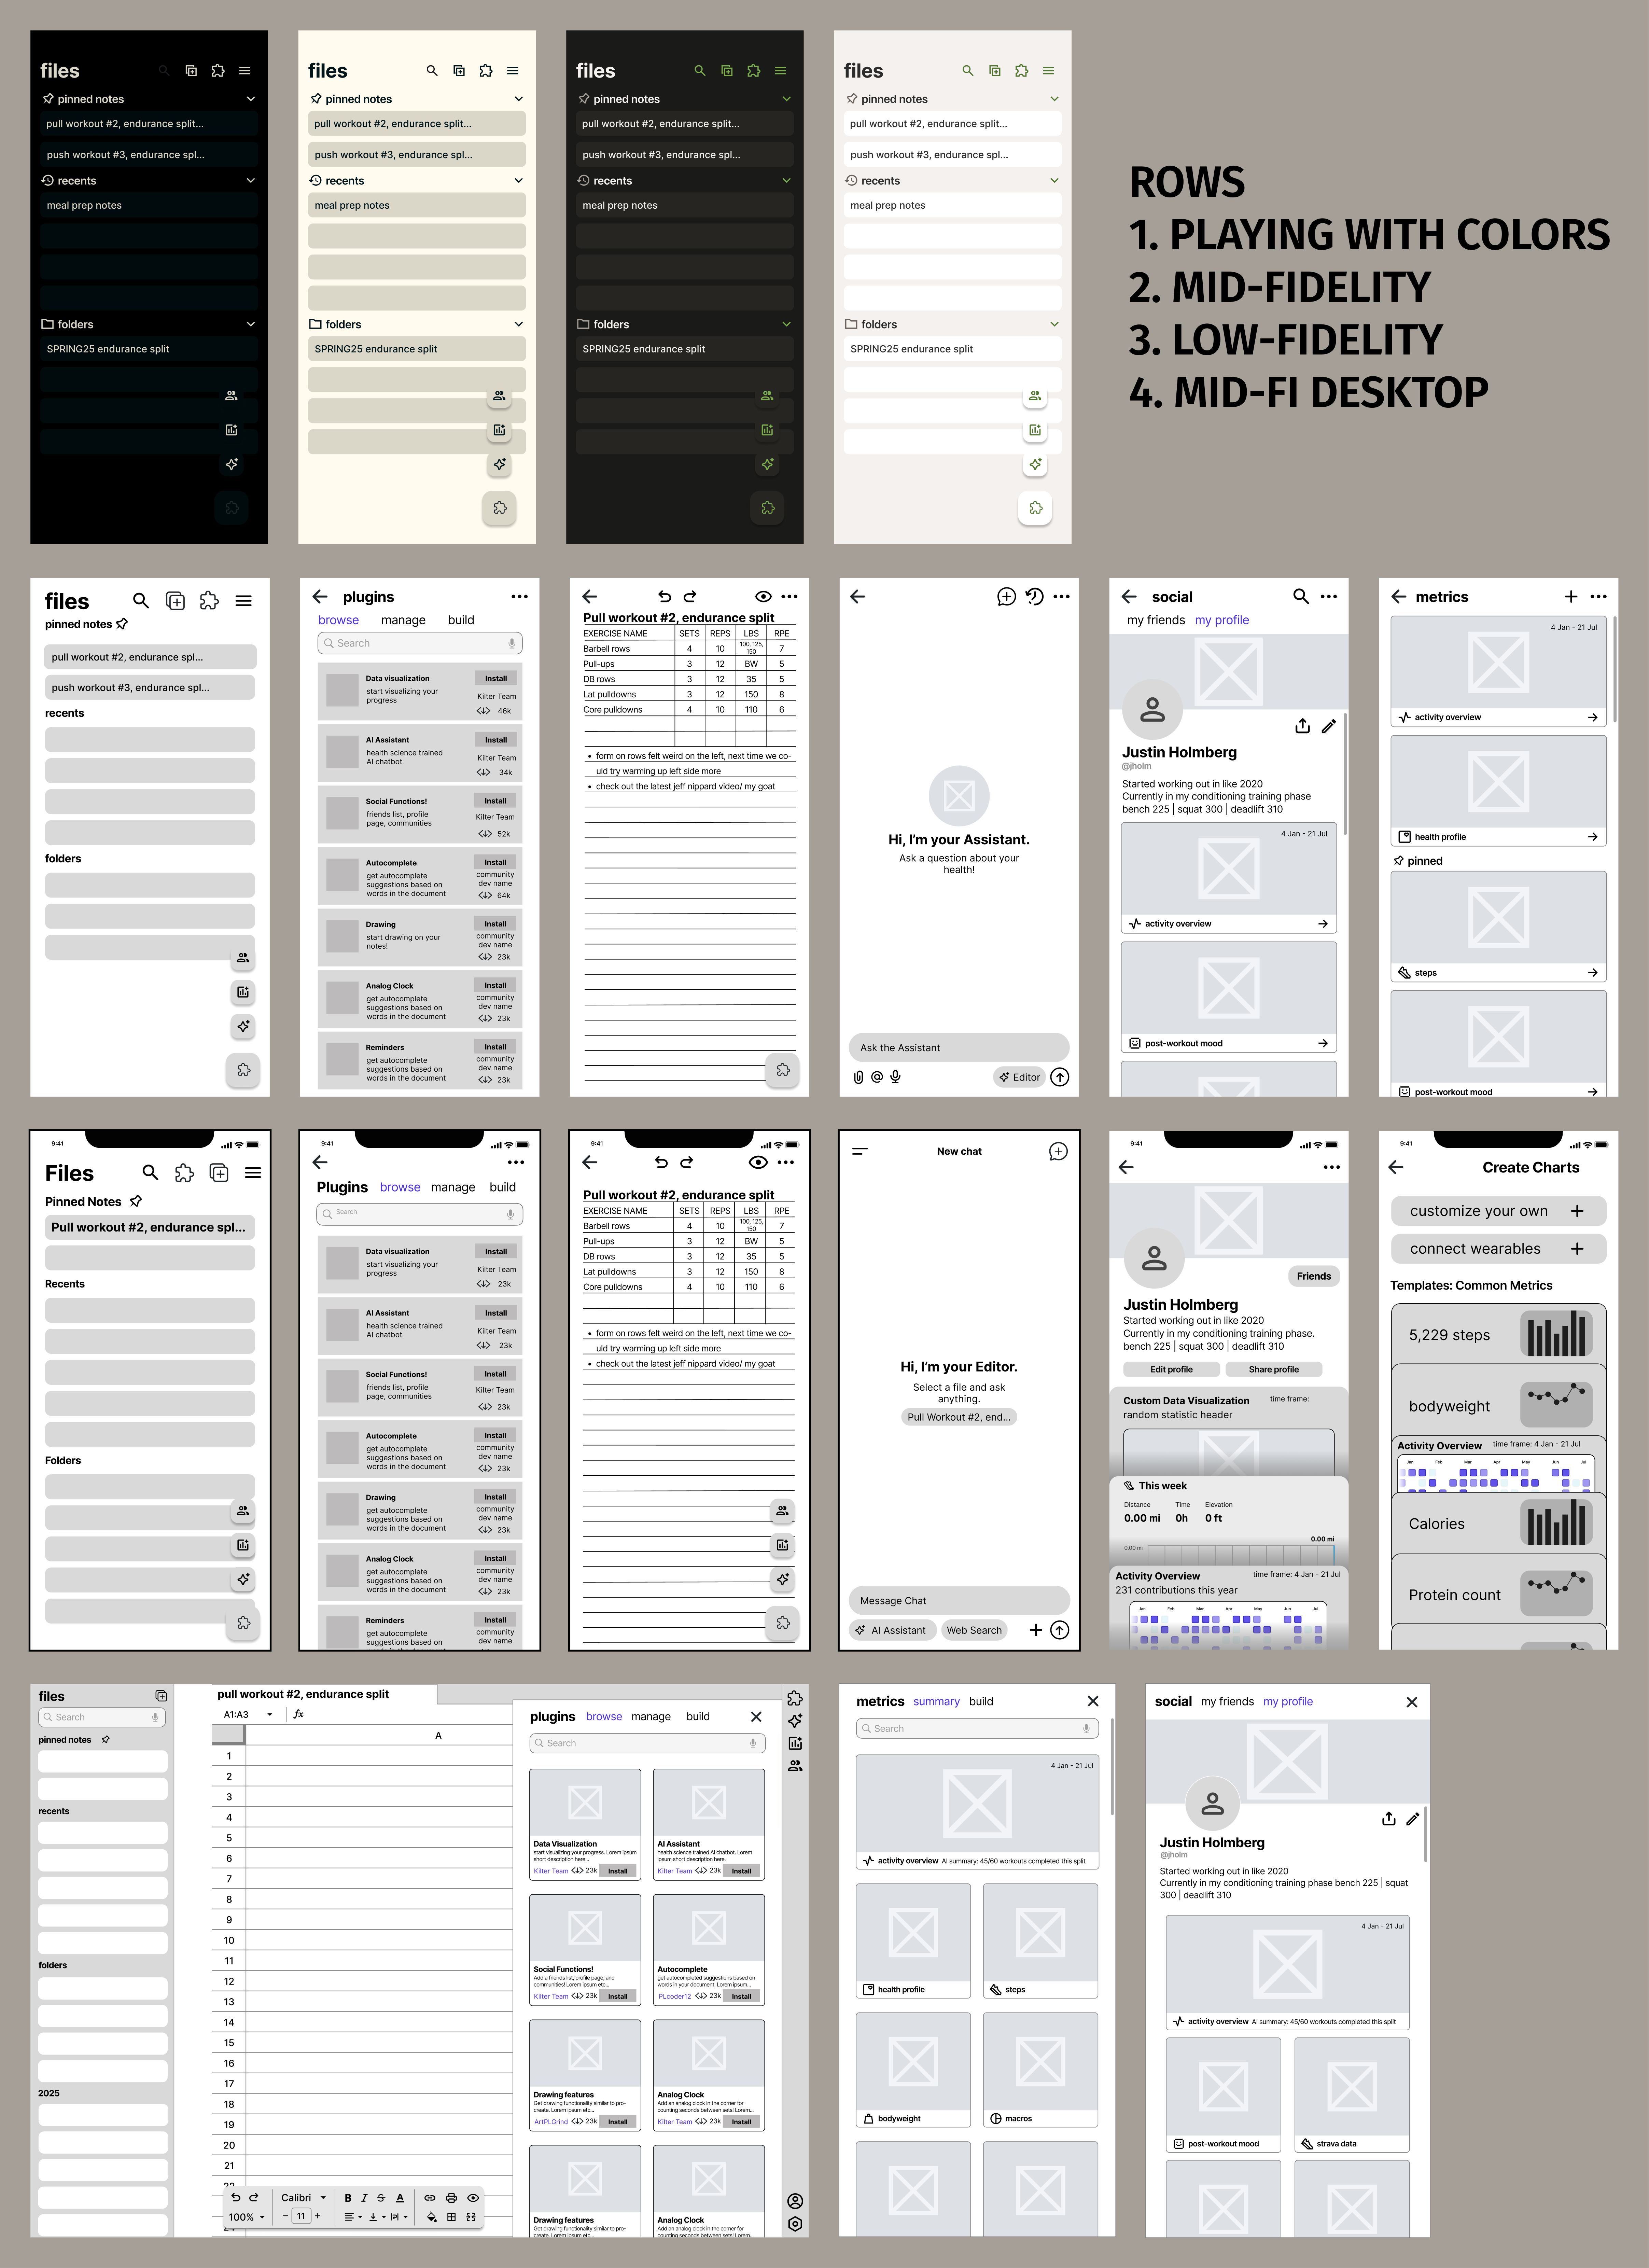 files
pinned notes
pull workout #2, endurance split...
push workout #3, endurance spl...
recents
meal prep notes
folders
SPRING25 endurance split
files
pinned notes
pull workout #2, endurance split...
push workout #3, endurance spl...
recents
meal prep notes
folders
SPRING25 endurance split
files
pinned notes
pull workout #2, endurance split...
push workout #3, endurance spl...
recents
meal prep notes
folders
SPRING25 endurance split
files
pinned notes
pull workout #2, endurance split...
push workout #3, endurance spl...
recents
meal prep notes
folders
SPRING25 endurance split
ROWS
1. PLAYING WITH COLORS
2. MID-FIDELITY
3. LOW-FIDELITY
4. MID-FI DESKTOP
files
pinned notes
pull workout #2, endurance spl...
push workout #3, endurance spl...
recents
folders
plugins
browse manage build
Search
Data visualization Install
start visualizing your
progress
Kilter Team
46k
AI Assistant Install
health science trained
AI chatbot
Kilter Team
34k
Social Functions! Install
friends list, profile
page, communities
Kilter Team
52k
Autocomplete Install
get autocomplete
suggestions based on
words in the document
community
dev name
64k
Drawing Install
start drawing on your
notes!
community
dev name
23k
Analog Clock Install
get autocomplete
suggestions based on
words in the document
community
dev name
23k
Reminders Install
get autocomplete
suggestions based on
words in the document
community
dev name
23k
Pull workout #2, endurance split
EXERCISE NAME SETS REPS LBS RPE
Barbell rows 4 10 100, 125, 150 7
Pull-ups 3 12 BW 5
DB rows 3 12 35 5
Lat pulldowns 3 12 150 8
Core pulldowns 4 10 110 6
• form on rows felt weird on the left, next time we co-
uld try warming up left side more
• check out the latest jeff nippard video/ my goat
Hi, I'm your Assistant.
Ask a question about your
health!
Ask the Assistant
@ Editor
social
my friends my profile
Justin Holmberg
@jholm
Started working out in like 2020
Currently in my conditioning training phase
bench 225 | squat 300 | deadlift 310
4 Jan - 21 Jul
activity overview
post-workout mood
metrics
4 Jan - 21 Jul
activity overview
health profile
pinned
steps
post-workout mood
9:41
Files
Pinned Notes
Pull workout #2, endurance spl...
Recents
Folders
9:41
Plugins browse manage build
Search
Data visualization Install
start visualizing your
progress
Kilter Team
23k
AI Assistant Install
health science trained
AI chatbot
Kilter Team
23k
Social Functions! Install
friends list, profile
page, communities
Kilter Team
23k
Autocomplete Install
get autocomplete
suggestions based on
words in the document
community
dev name
23k
Drawing Install
get autocomplete
suggestions based on
words in the document
community
dev name
23k
Analog Clock Install
get autocomplete
suggestions based on
words in the document
community
dev name
23k
Reminders Install
get autocomplete
suggestions based on
community
dev name
9:41
Pull workout #2, endurance split
EXERCISE NAME SETS REPS LBS RPE
Barbell rows 4 10 100, 125, 150 7
Pull-ups 3 12 BW 5
DB rows 3 12 35 5
Lat pulldowns 3 12 150 8
Core pulldowns 4 10 110 6
• form on rows felt weird on the left, next time we co-
uld try warming up left side more
• check out the latest jeff nippard video/ my goat
New chat
Hi, I'm your Editor.
Select a file and ask
anything.
Pull Workout #2, end...
Message Chat
AI Assistant Web Search
9:41
Friends
Justin Holmberg
Started working out in like 2020
Currently in my conditioning training phase.
bench 225 | squat 300 | deadlift 310
Edit profile Share profile
Custom Data Visualization time frame:
random statistic header
This week
Distance Time Elevation
0.00 mi 0h 0 ft
0.00 mi
0.00 mi
Activity Overview time frame: 4 Jan - 21 Jul
231 contributions this year
Jan Feb Mar Apr May Jun Jul
9:41
Create Charts
customize your own +
connect wearables +
Templates: Common Metrics
5,229 steps
bodyweight
Activity Overview time frame: 4 Jan - 21 Jul
Jan Feb Mar Apr May Jun Jul
Calories
Protein count
files
Search
pinned notes
recents
folders
2025
pull workout #2, endurance split
A1:A3 fx
A
1
2
3
4
5
6
7
8
9
10
11
12
13
14
15
16
17
18
19
20
21
Calibri B I S A
100% - 11 +
plugins browse manage build
Search
Data Visualization
start visualizing your progress. Lorem ipsum
short description here...
Kilter Team 23k Install
AI Assistant
health science trained AI chatbot. Lorem
ipsum short description here.
Kilter Team 23k Install
Social Functions!
Add a friends list, profile page, and
communities! Lorem ipsum etc...
Kilter Team 23k Install
Autocomplete
get autocompleted suggestions based on
words in your document. Lorem ipsum...
PLcoder12 23k Install
Drawing features
Get drawing functionality similar to pro-
create. Lorem ipsum etc...
ArtPLGrind 23k Install
Analog Clock
Add an analog clock in the corner for
counting seconds between sets! Lorem...
Kilter Team 23k Install
Drawing features
Get drawing functionality similar to pro-
create. Lorem ipsum etc...
Analog Clock
Add an analog clock in the corner for
counting seconds between sets! Lorem...
metrics summary build
Search
4 Jan - 21 Jul
activity overview AI summary: 45/60 workouts completed this split
health profile
steps
bodyweight
macros
social my friends my profile
Justin Holmberg
@jholm
Started working out in like 2020
Currently in my conditioning training phase bench 225 | squat
300 | deadlift 310
4 Jan - 21 Jul
activity overview AI summary: 45/60 workouts completed this split
post-workout mood
strava data